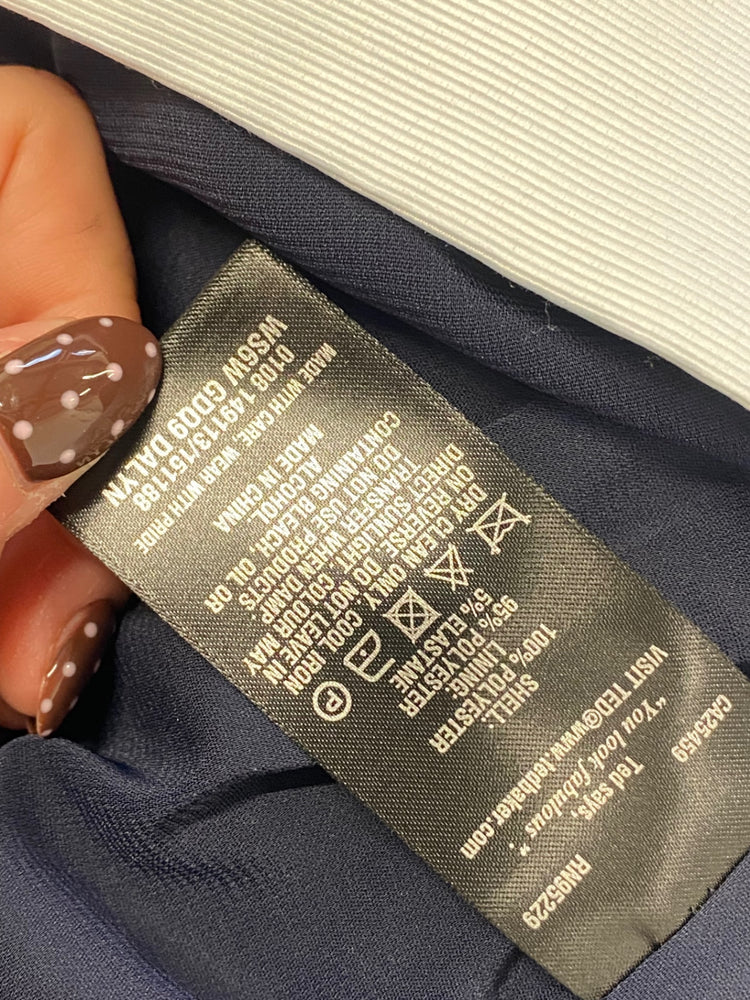 CA25459 RN95229
Ted says,
"You look fabulous".
VISIT TED@www.tedbaker.com
SHELL:
100% POLYESTER
LINING:
95% POLYESTER
5% ELASTANE
P
DRY CLEAN ONLY. COOL IRON
ON REVERSE. DO NOT LEAVE IN
DIRECT SUNLIGHT. COLOUR MAY
TRANSFER WHEN DAMP.
DO NOT USE PRODUCTS
CONTAINING BLEACH, OIL OR
ALCOHOL.
MADE IN CHINA
MADE WITH CARE, WEAR WITH PRIDE
0108 149113/151188
WS6W GDQ9 DALYN